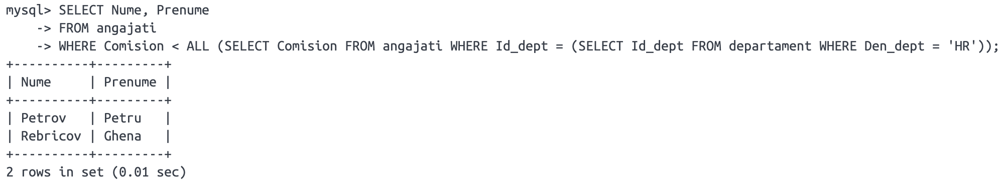 mysql> SELECT Nume, Prenume
    -> FROM angajati
    -> WHERE Comision < ALL (SELECT Comision FROM angajati WHERE Id_dept = (SELECT Id_dept FROM departament WHERE Den_dept = 'HR'));
+----------+---------+
| Nume     | Prenume |
+----------+---------+
| Petrov   | Petru   |
| Rebricov | Ghena   |
+----------+---------+
2 rows in set (0.01 sec)